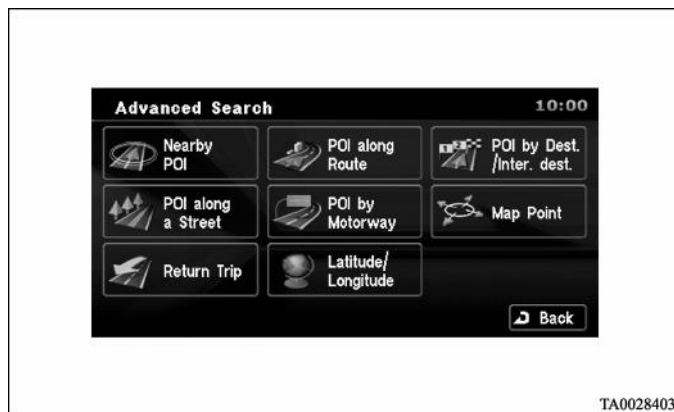 Advanced Search
10:00
Nearby
POI
POI along
Route
POI by Dest.
/Inter. dest.
POI along
a Street
POI by
Motorway
Map Point
Return Trip
Latitude/
Longitude
Back
TA0028403